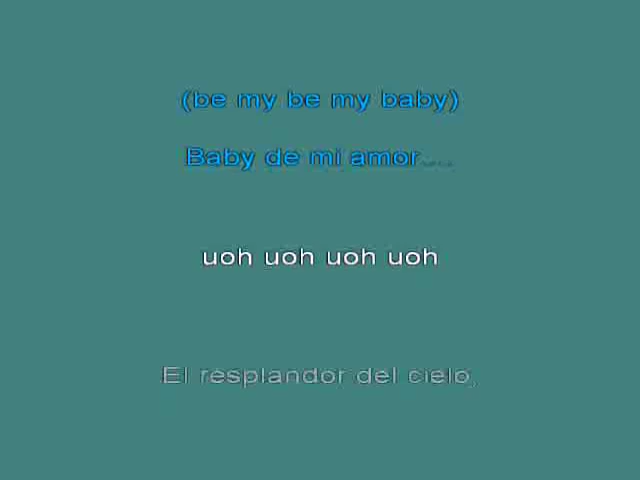 (be my be my baby)
Baby de mi amor....
uoh uoh uoh uoh
El resplandor del cielo,